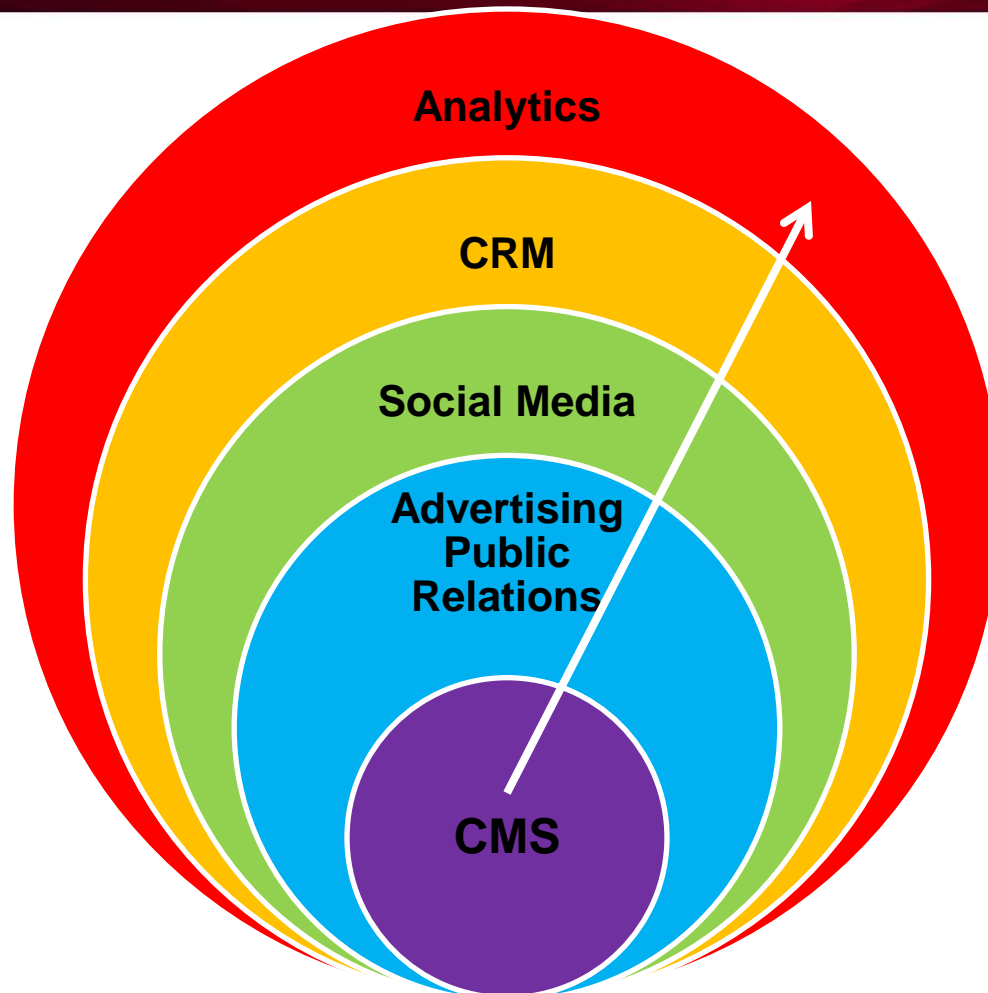 Analytics
CRM
Social Media
Advertising
Public
Relations
CMS